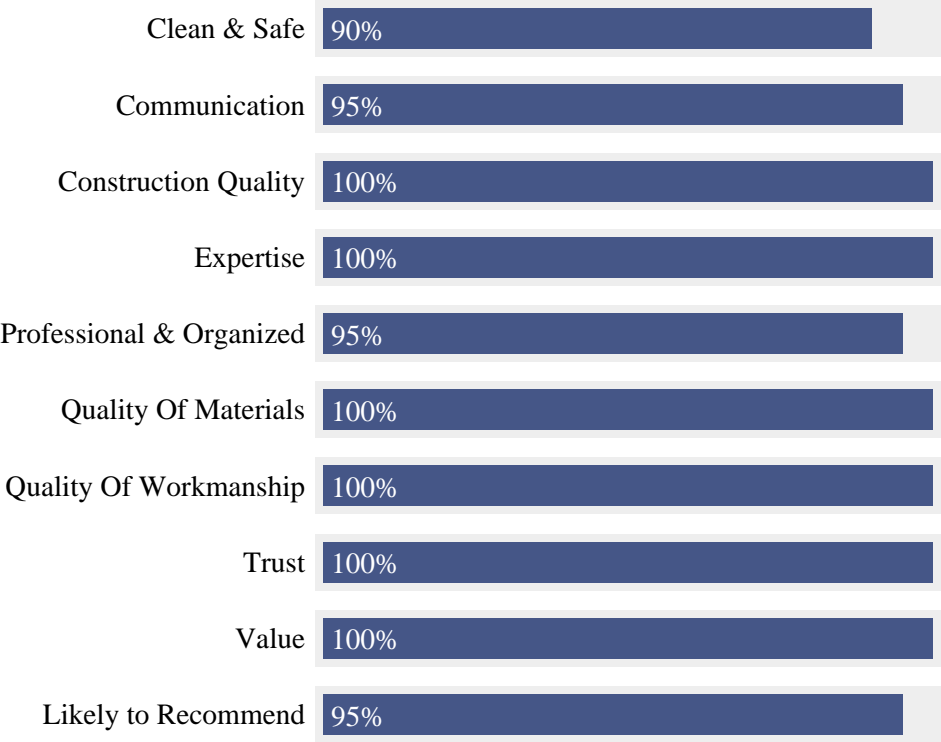 Clean & Safe 90%
Communication 95%
Construction Quality 100%
Expertise 100%
Professional & Organized 95%
Quality Of Materials 100%
Quality Of Workmanship 100%
Trust 100%
Value 100%
Likely to Recommend 95%